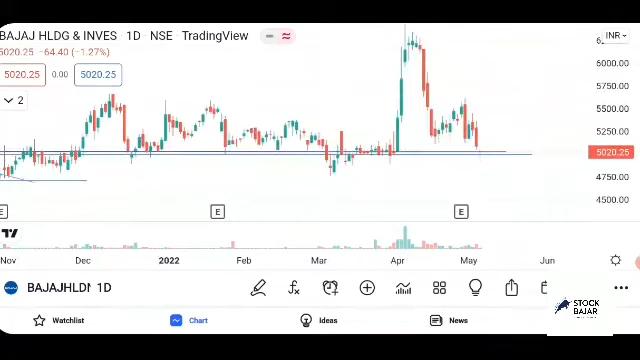 BAJAJ HLDG & INVES · 1D · NSE · TradingView
INR
5020.25 −64.40 (−1.27%)
5020.25 0.00 5020.25
2
6000.00
5750.00
5500.00
5250.00
5020.25
4750.00
4500.00
E E E
Nov Dec 2022 Feb Mar Apr May Jun
BAJAJHLDN 1D
STOCK
BAJAR
Watchlist Chart Ideas News